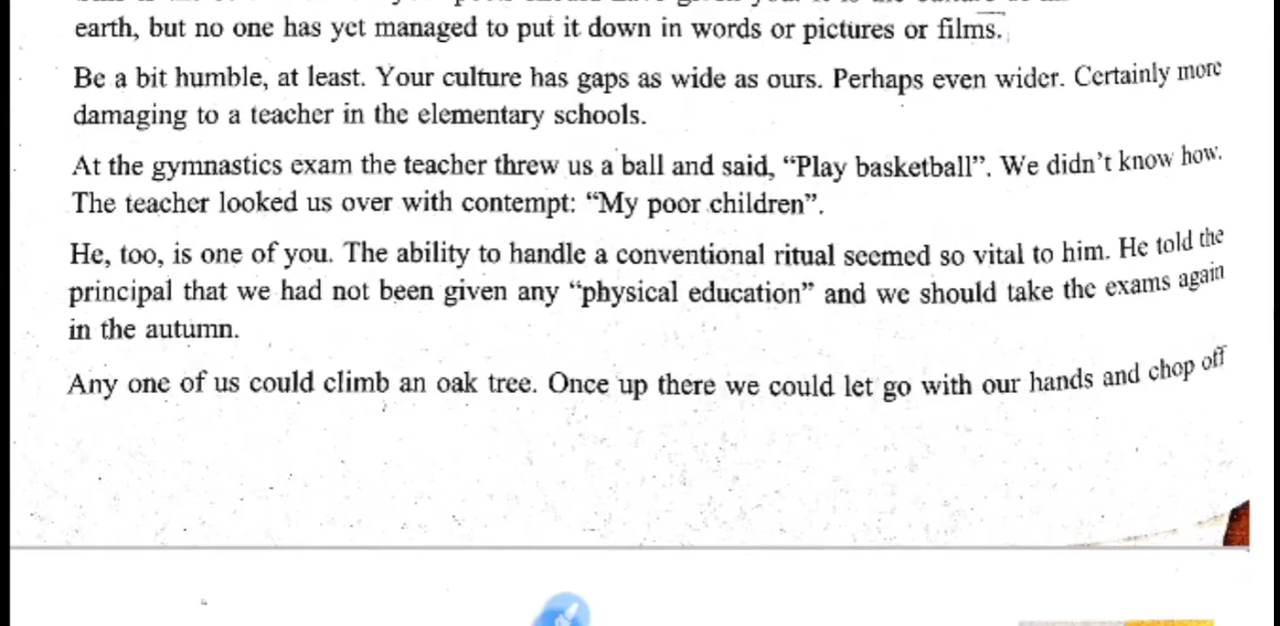 earth, but no one has yet managed to put it down in words or pictures or films.
Be a bit humble, at least. Your culture has gaps as wide as ours. Perhaps even wider. Certainly more
damaging to a teacher in the elementary schools.
At the gymnastics exam the teacher threw us a ball and said, “Play basketball”. We didn’t know how.
The teacher looked us over with contempt: “My poor children”.
He, too, is one of you. The ability to handle a conventional ritual seemed so vital to him. He told the
principal that we had not been given any “physical education” and we should take the exams again
in the autumn.
Any one of us could climb an oak tree. Once up there we could let go with our hands and chop off